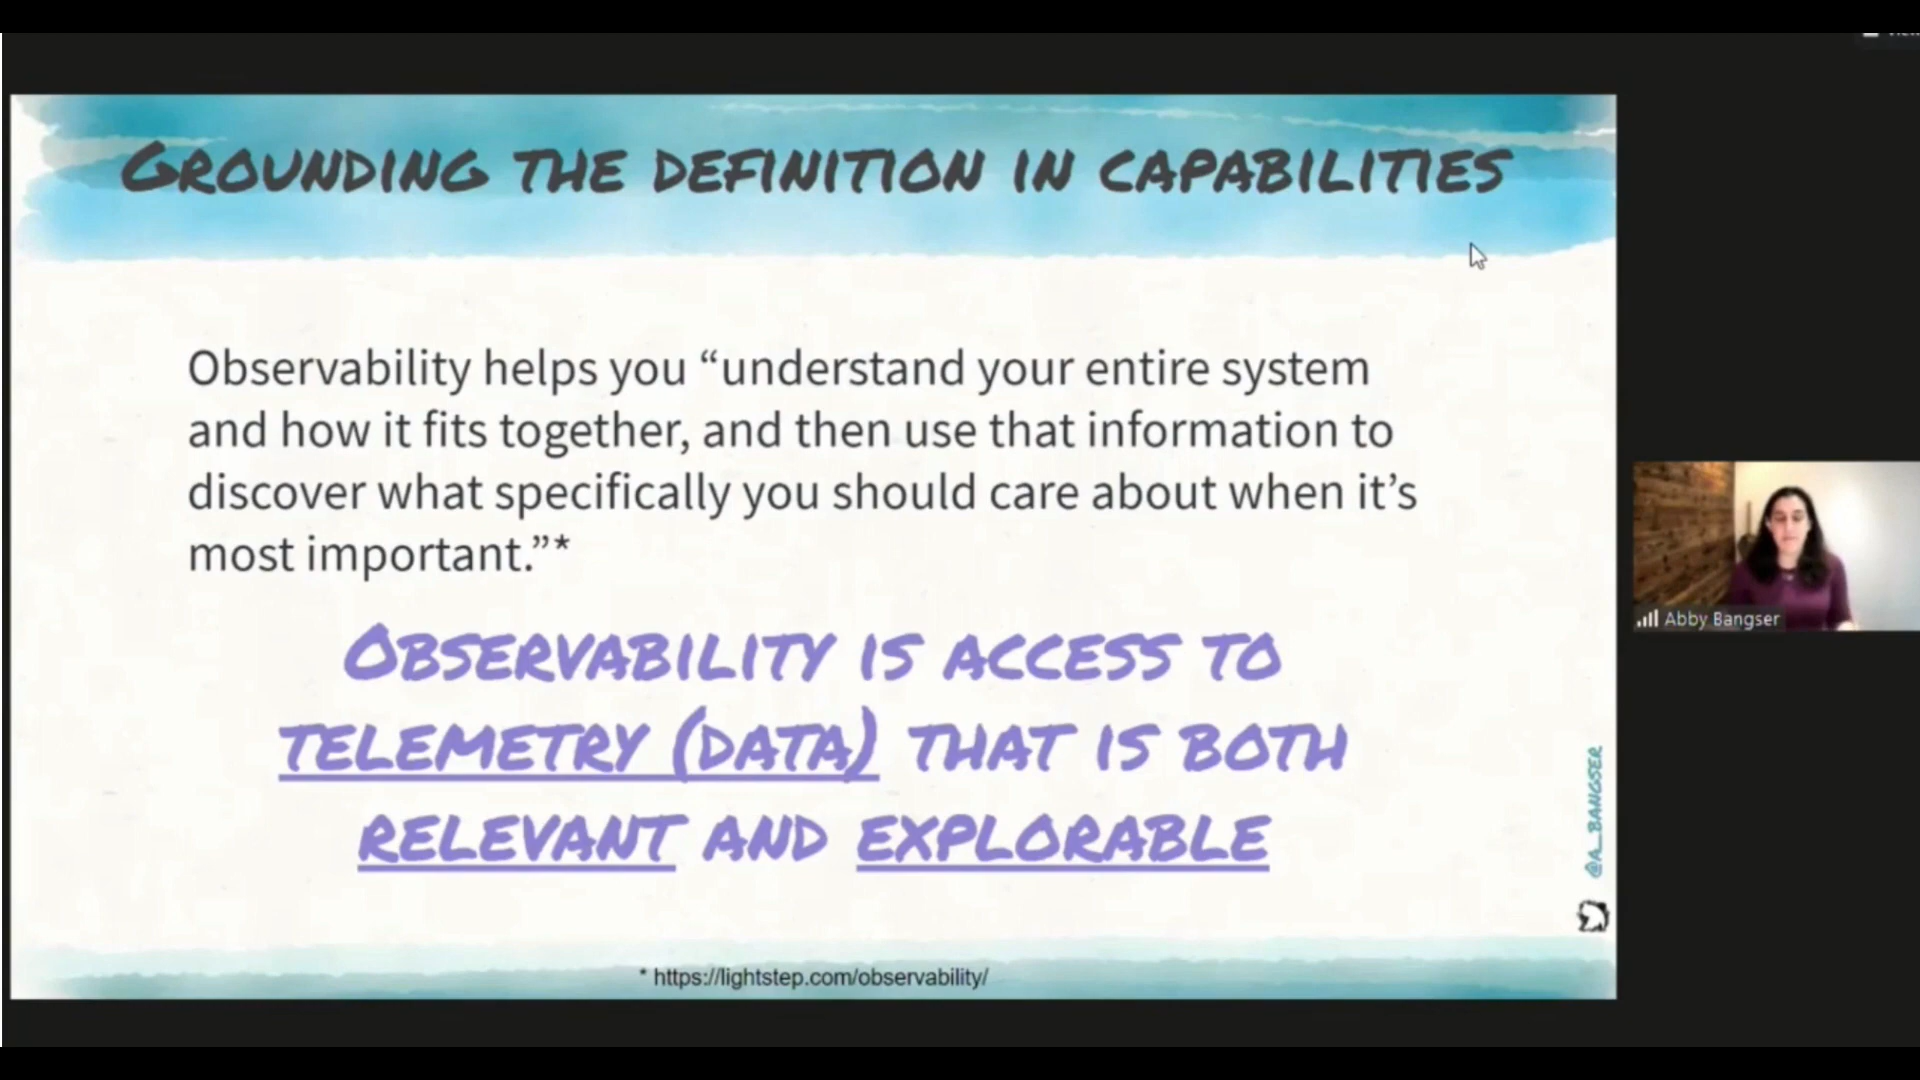 GROUNDING THE DEFINITION IN CAPABILITIES
Observability helps you “understand your entire system
and how it fits together, and then use that information to
discover what specifically you should care about when it’s
most important.”*
OBSERVABILITY IS ACCESS TO
TELEMETRY (DATA) THAT IS BOTH
RELEVANT AND EXPLORABLE
* https://lightstep.com/observability/
@A_BANGSER
Abby Bangser